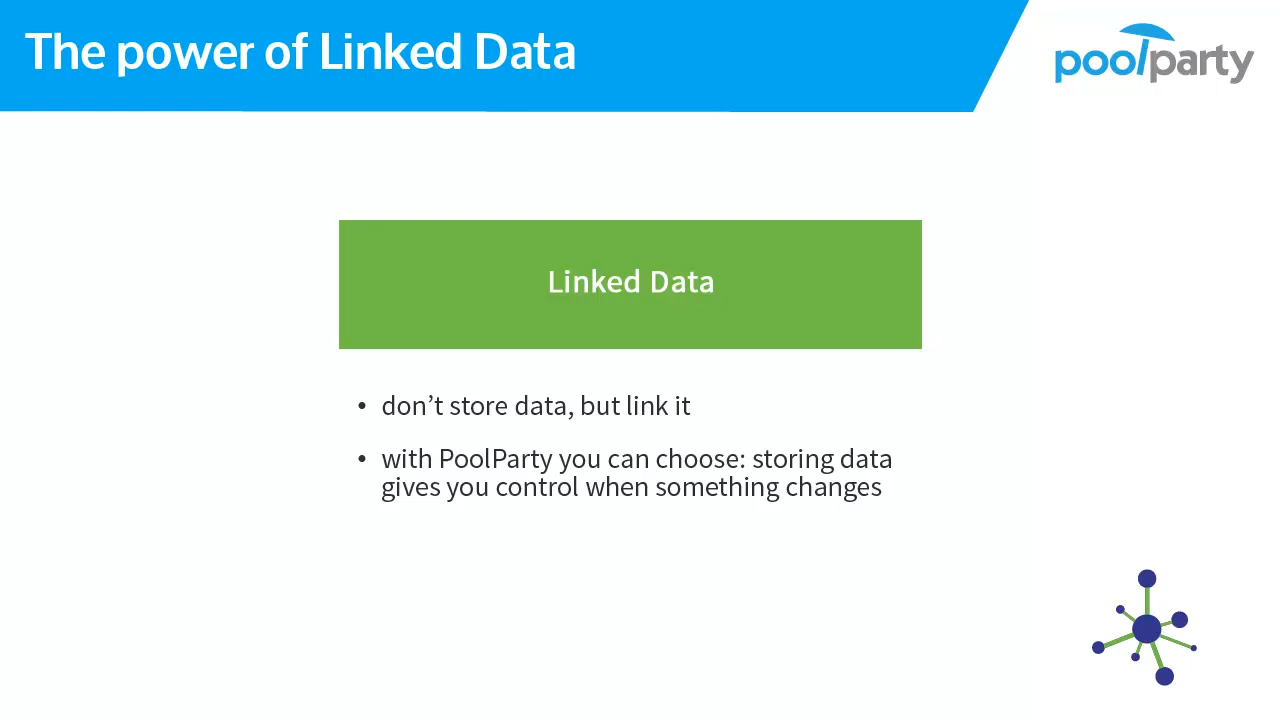 The power of Linked Data
poolparty
Linked Data
• don’t store data, but link it
• with PoolParty you can choose: storing data
gives you control when something changes